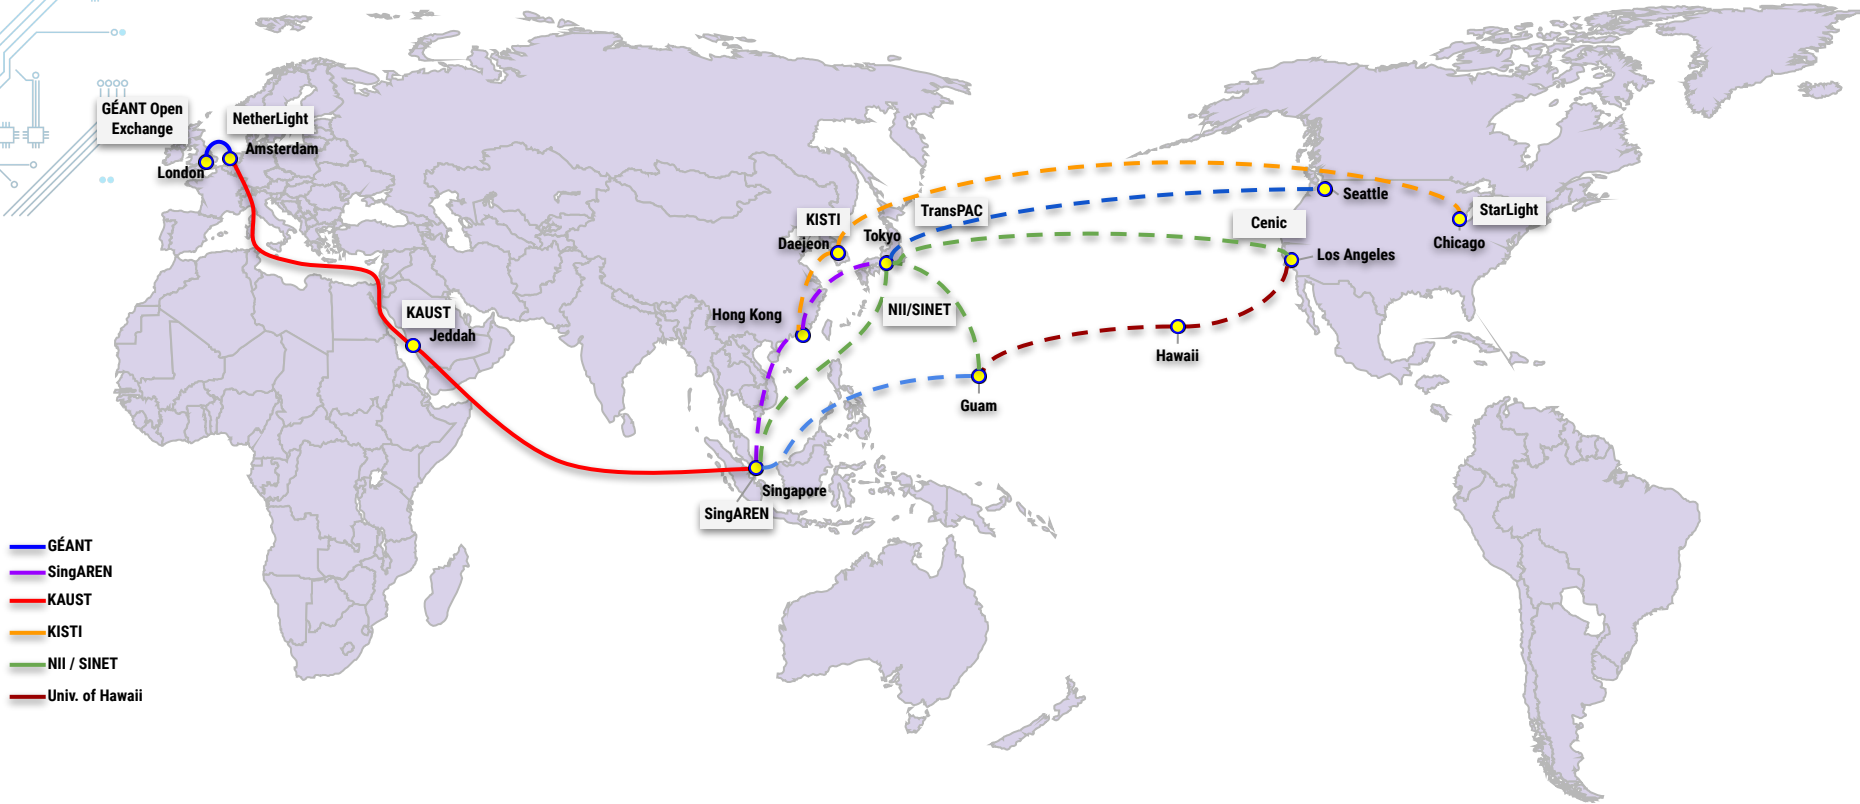 GÉANT Open
Exchange
NetherLight
Amsterdam
London
KISTI
Daejeon
Tokyo
TransPAC
Seattle
Cenic
StarLight
Chicago
Los Angeles
KAUST
Jeddah
Hong Kong
NII/SINET
Hawaii
Guam
Singapore
SingAREN
GÉANT
SingAREN
KAUST
KISTI
NII / SINET
Univ. of Hawaii